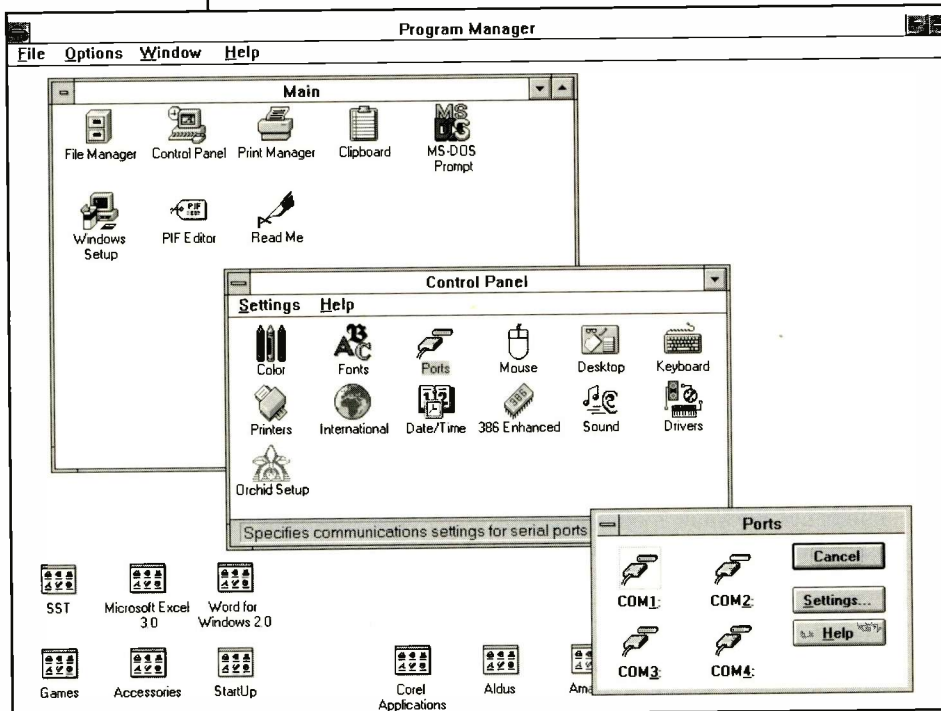 Program Manager
File Options Window Help
Main
File Manager Control Panel Print Manager Clipboard MS-DOS
Prompt
Windows
Setup PIF Editor Read Me
Control Panel
Settings Help
Color Fonts Ports Mouse Desktop Keyboard
Printers International Date/Time 386 Enhanced Sound Drivers
Orchid Setup
Specifies communications settings for serial ports
Ports
COM1: COM2: Cancel
Settings...
Help
COM3: COM4:
SST Microsoft Excel
3.0 Word for
Windows 2.0
Games Accessories StartUp Corel
Applications Aldus